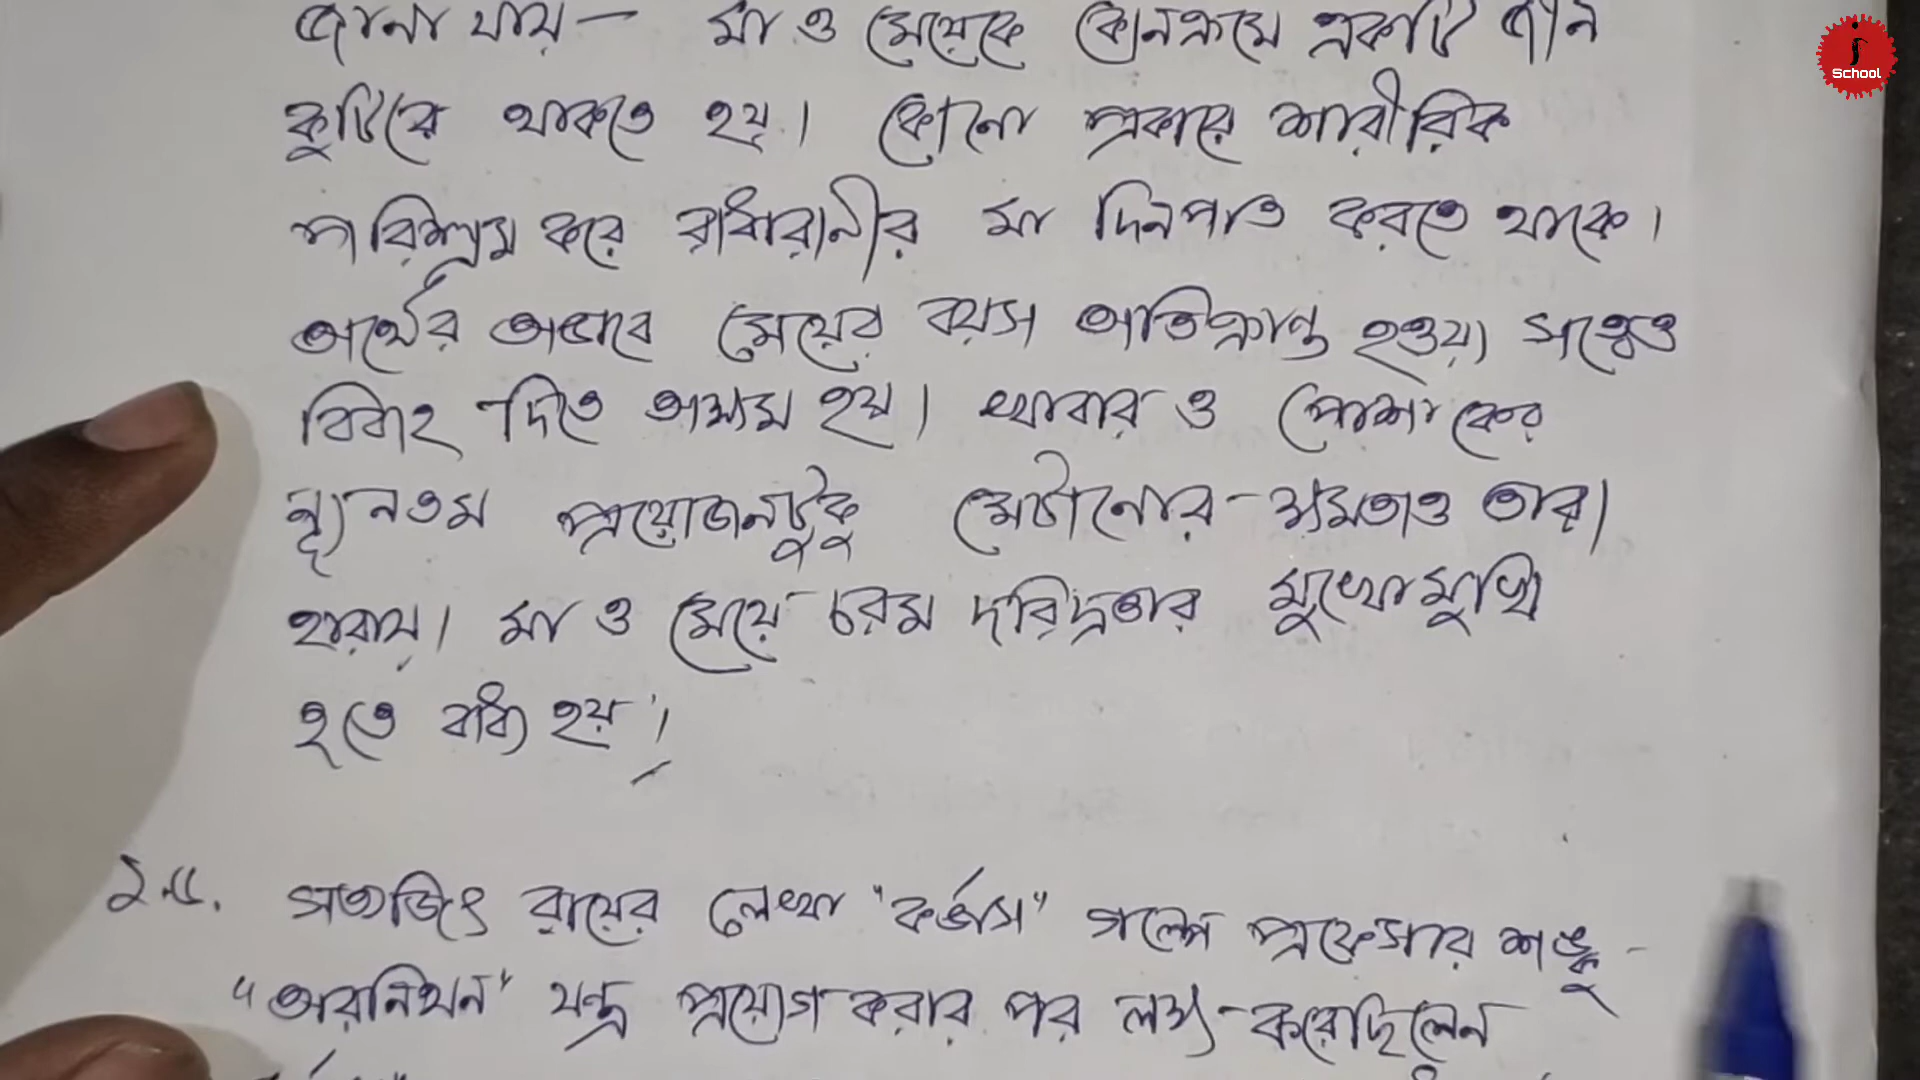 জানা যায় — মা ও মেয়েকে কোনক্রমে একটি দীন
কুটিরে থাকতে হয়। কোনো প্রকারে শারীরিক
পরিশ্রম করে রাধারানীর মা দিনপাত করতে থাকে।
অর্থের অভাবে মেয়ের বয়স অতিক্রান্ত হওয়া সত্ত্বেও
বিবাহ দিতে অক্ষম হয়। খাবার ও পোশাকের
ন্যূনতম প্রয়োজনটুকু মেটানোর ক্ষমতাও তারা
হারায়। মা ও মেয়ে চরম দরিদ্রতার মুখোমুখি
হতে বাধ্য হয়।
সত্যজিৎ রায়ের লেখা "কর্ভাস" গল্পে প্রফেসার শঙ্কু
"অরনিথন" যন্ত্র প্রয়োগ করার পর লক্ষ্য করেছিলেন
School